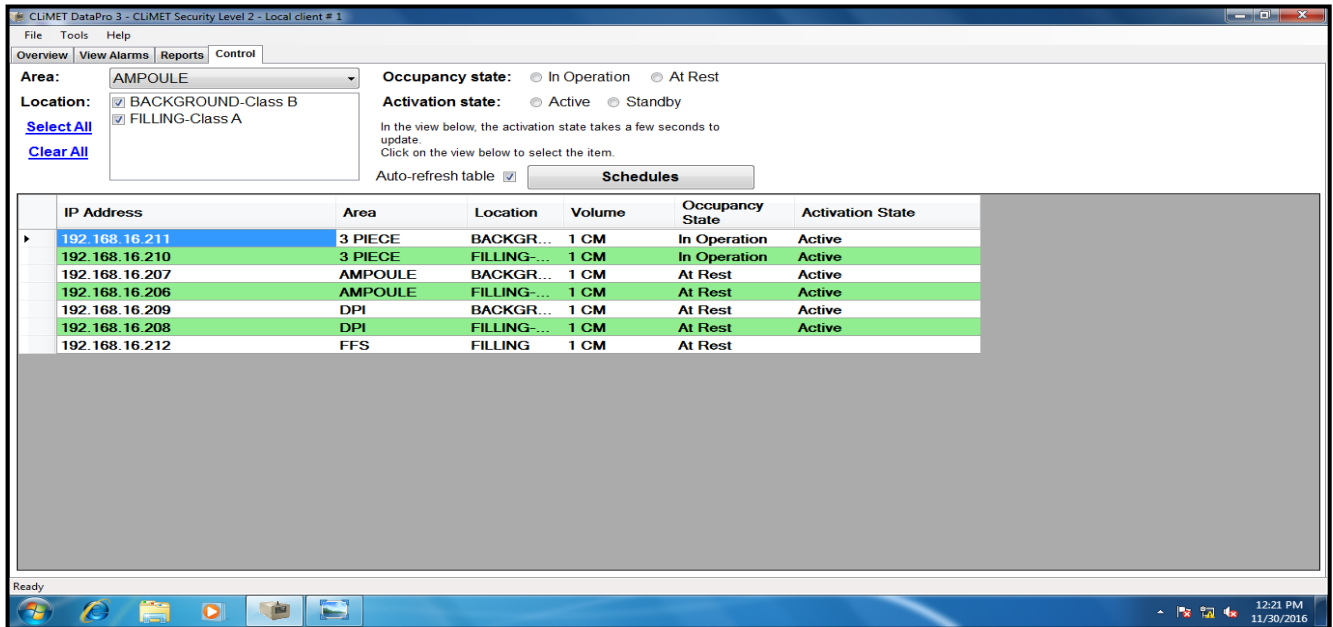 CLiMET DataPro 3 - CLiMET Security Level 2 - Local client # 1
File Tools Help
Overview View Alarms Reports Control
Area: AMPOULE Occupancy state: In Operation At Rest
Location: BACKGROUND-Class B Activation state: Active Standby
FILLING-Class A
Select All
Clear All
In the view below, the activation state takes a few seconds to
update.
Click on the view below to select the item.
Auto-refresh table Schedules
IP Address Area Location Volume Occupancy State Activation State
192.168.16.211 3 PIECE BACKGR... 1 CM In Operation Active
192.168.16.210 3 PIECE FILLING-... 1 CM In Operation Active
192.168.16.207 AMPOULE BACKGR... 1 CM At Rest Active
192.168.16.206 AMPOULE FILLING-... 1 CM At Rest Active
192.168.16.209 DPI BACKGR... 1 CM At Rest Active
192.168.16.208 DPI FILLING-... 1 CM At Rest Active
192.168.16.212 FFS FILLING 1 CM At Rest
Ready
12:21 PM
11/30/2016